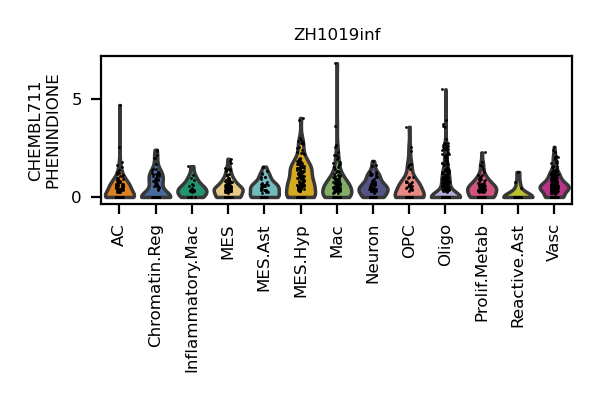 ZH1019inf
CHEMBL711
PHENINDIONE
5
0
AC
Chromatin.Reg
Inflammatory.Mac
MES
MES.Ast
MES.Hyp
Mac
Neuron
OPC
Oligo
Prolif.Metab
Reactive.Ast
Vasc